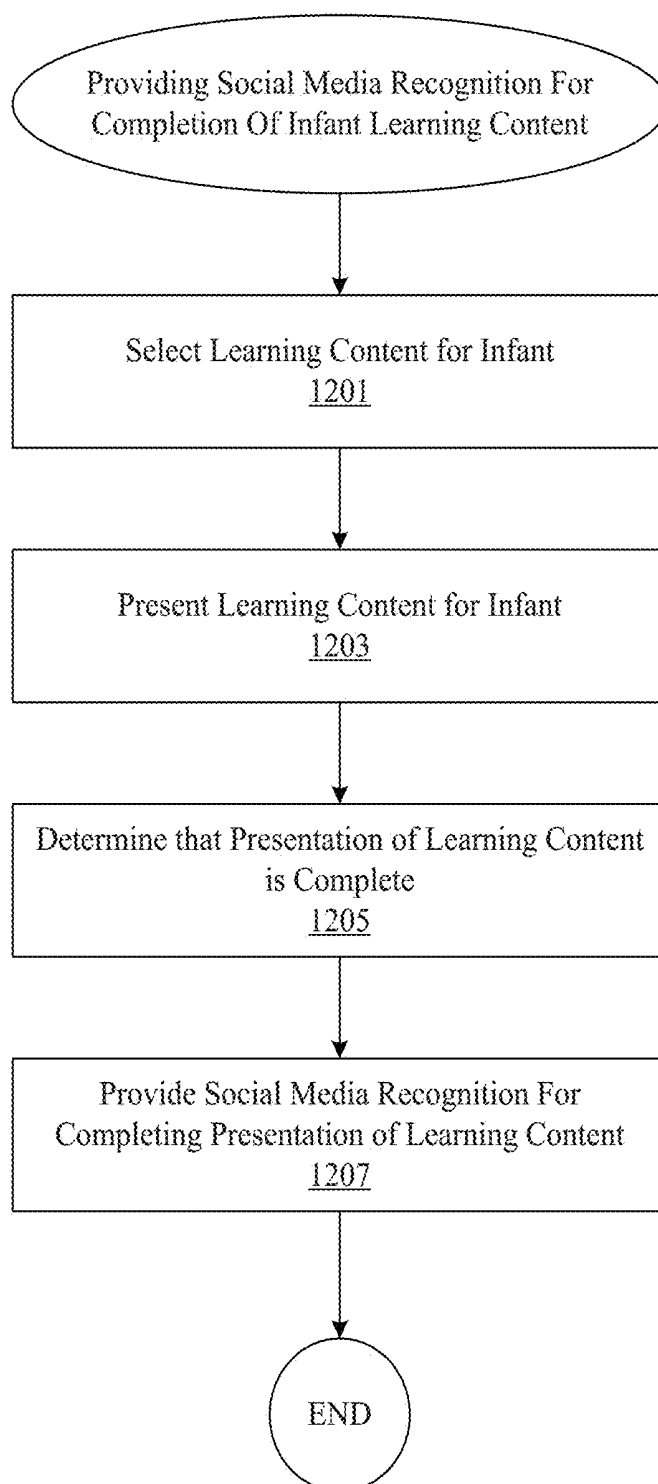 Providing Social Media Recognition For
Completion Of Infant Learning Content
Select Learning Content for Infant
1201
Present Learning Content for Infant
1203
Determine that Presentation of Learning Content
is Complete
1205
Provide Social Media Recognition For
Completing Presentation of Learning Content
1207
END